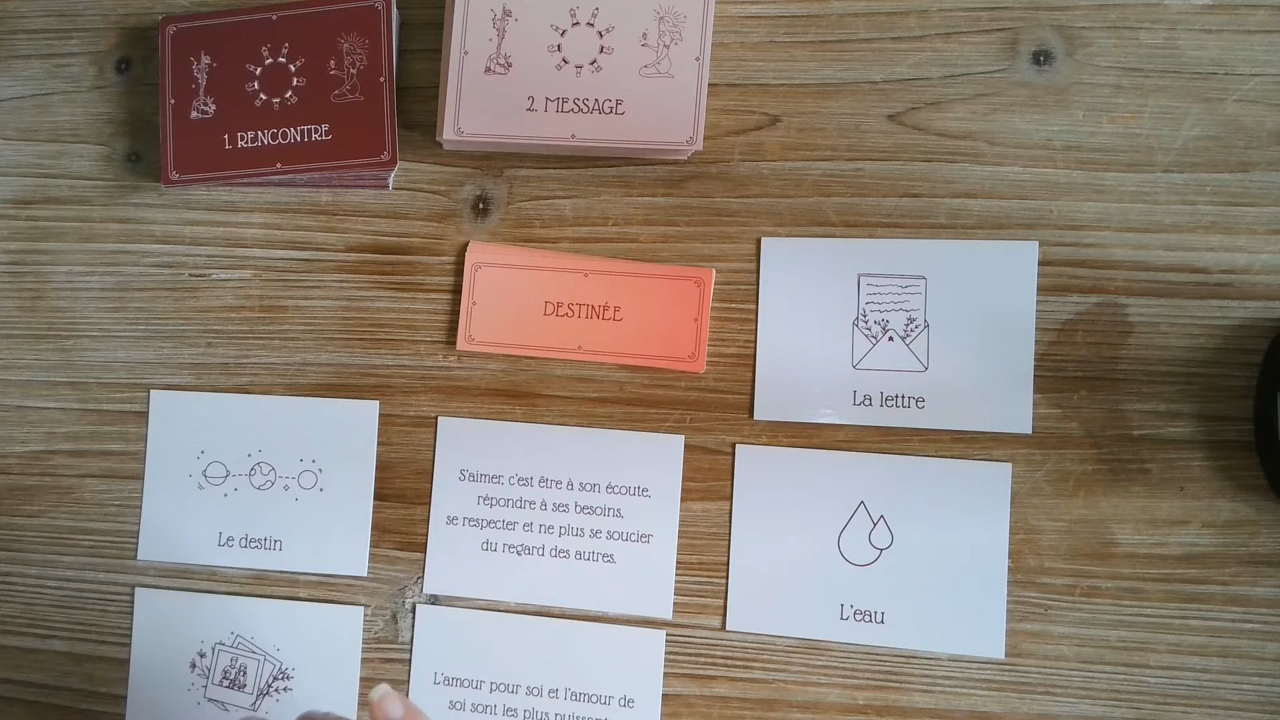 1. RENCONTRE
2. MESSAGE
DESTINÉE
La lettre
Le destin
S'aimer, c'est être à son écoute,
répondre à ses besoins,
se respecter et ne plus se soucier
du regard des autres.
L'eau
L'amour pour soi et l'amour de
soi sont les plus